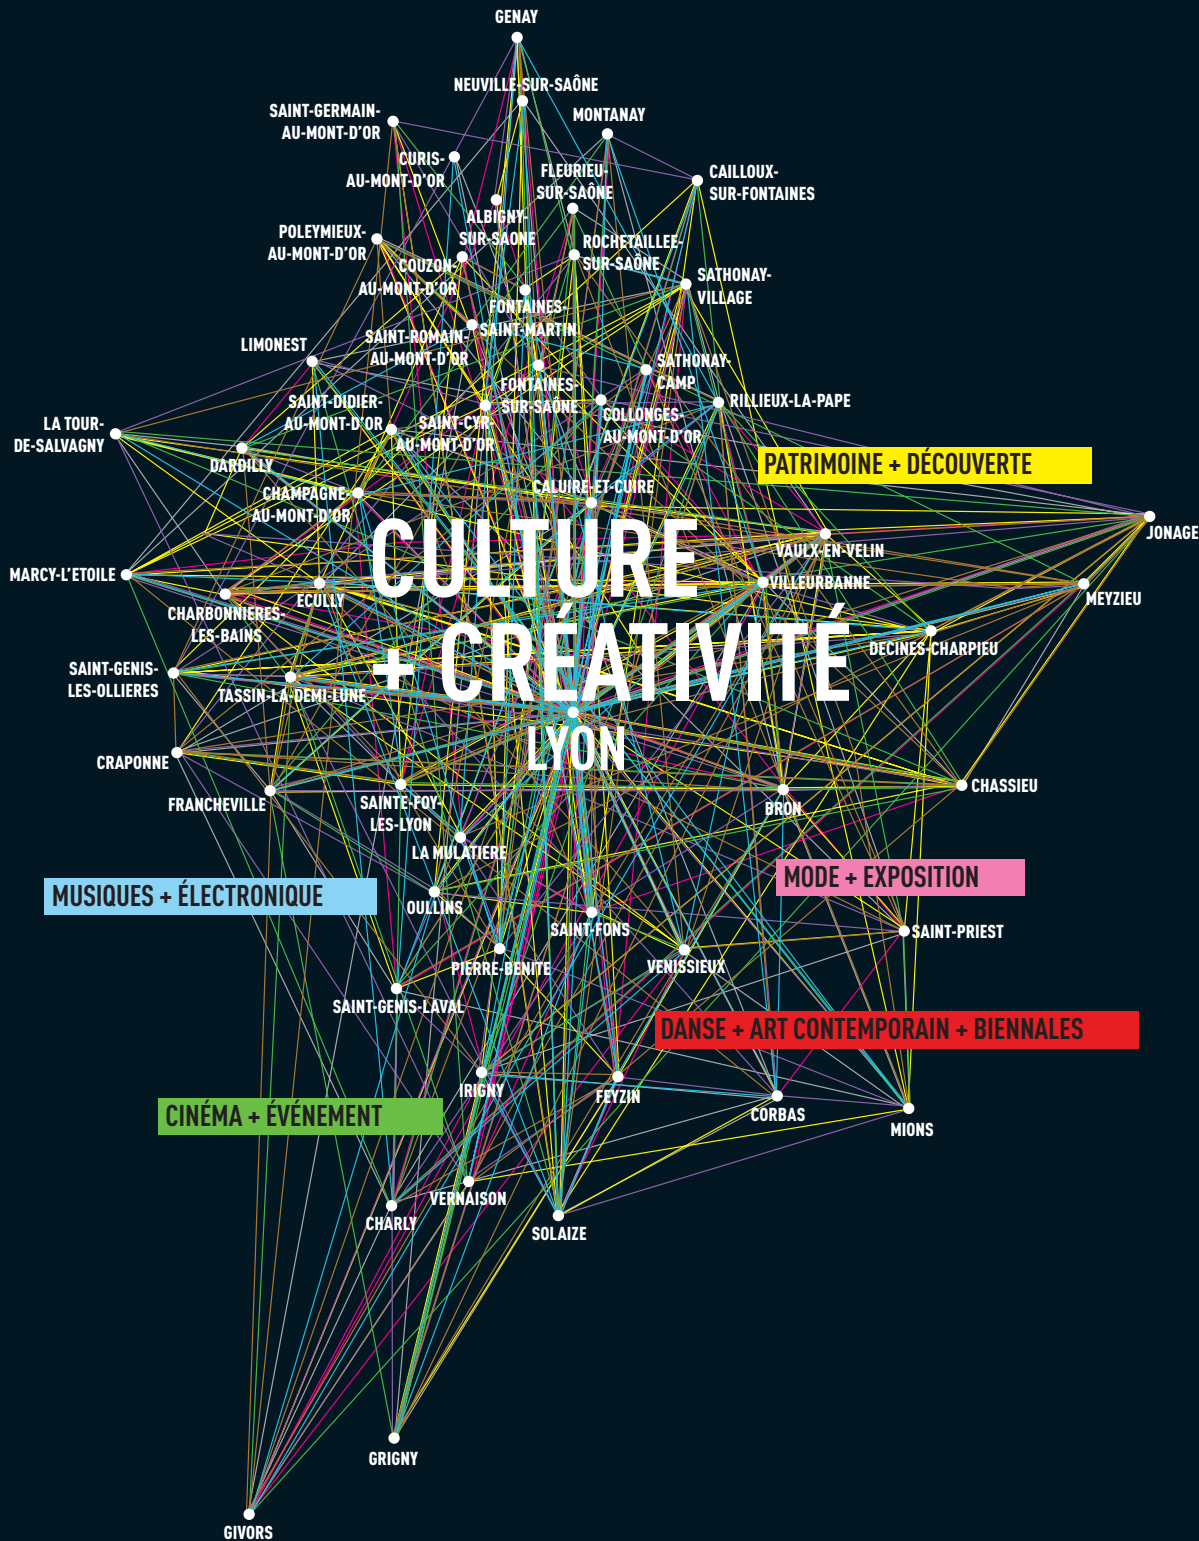 GENAY
NEUVILLE-SUR-SAÔNE
SAINT-GERMAIN-
AU-MONT-D'OR
MONTANAY
CURIS-
AU-MONT-D'OR
FLEURIEU-
SUR-SAÔNE
CAILLOUX-
SUR-FONTAINES
ALBIGNY-
SUR-SAONE
POLEYMIEUX-
AU-MONT-D'OR
ROCHETAILLEE-
SUR-SAÔNE
COUZON-
AU-MONT-D'OR
SATHONAY-
VILLAGE
FONTAINES-
SAINT-MARTIN
SAINT-ROMAIN-
AU-MONT-D'OR
LIMONEST
SATHONAY-
CAMP
FONTAINES-
SUR-SAÔNE
SAINT-DIDIER-
AU-MONT-D'OR
RILLIEUX-LA-PAPE
COLLONGES-
AU-MONT-D'OR
SAINT-CYR-
AU-MONT-D'OR
LA TOUR-
DE-SALVAGNY
DARDILLY
PATRIMOINE + DÉCOUVERTE
CALUIRE-ET-CUIRE
CHAMPAGNE-
AU-MONT-D'OR
JONAGE
CULTURE
+ CRÉATIVITÉ
LYON
VAULX-EN-VELIN
MARCY-L'ETOILE
VILLEURBANNE
ECULLY
MEYZIEU
CHARBONNIERES-
LES-BAINS
DECINES-CHARPIEU
SAINT-GENIS-
LES-OLLIERES
TASSIN-LA-DEMI-LUNE
CRAPONNE
CHASSIEU
FRANCHEVILLE
SAINTE-FOY-
LES-LYON
BRON
LA MULATIERE
MODE + EXPOSITION
MUSIQUES + ÉLECTRONIQUE
OULLINS
SAINT-FONS
SAINT-PRIEST
PIERRE-BENITE
VENISSIEUX
SAINT-GENIS-LAVAL
DANSE + ART CONTEMPORAIN + BIENNALES
IRIGNY
FEYZIN
CINÉMA + ÉVÉNEMENT
CORBAS
MIONS
VERNAISON
CHARLY
SOLAIZE
GRIGNY
GIVORS